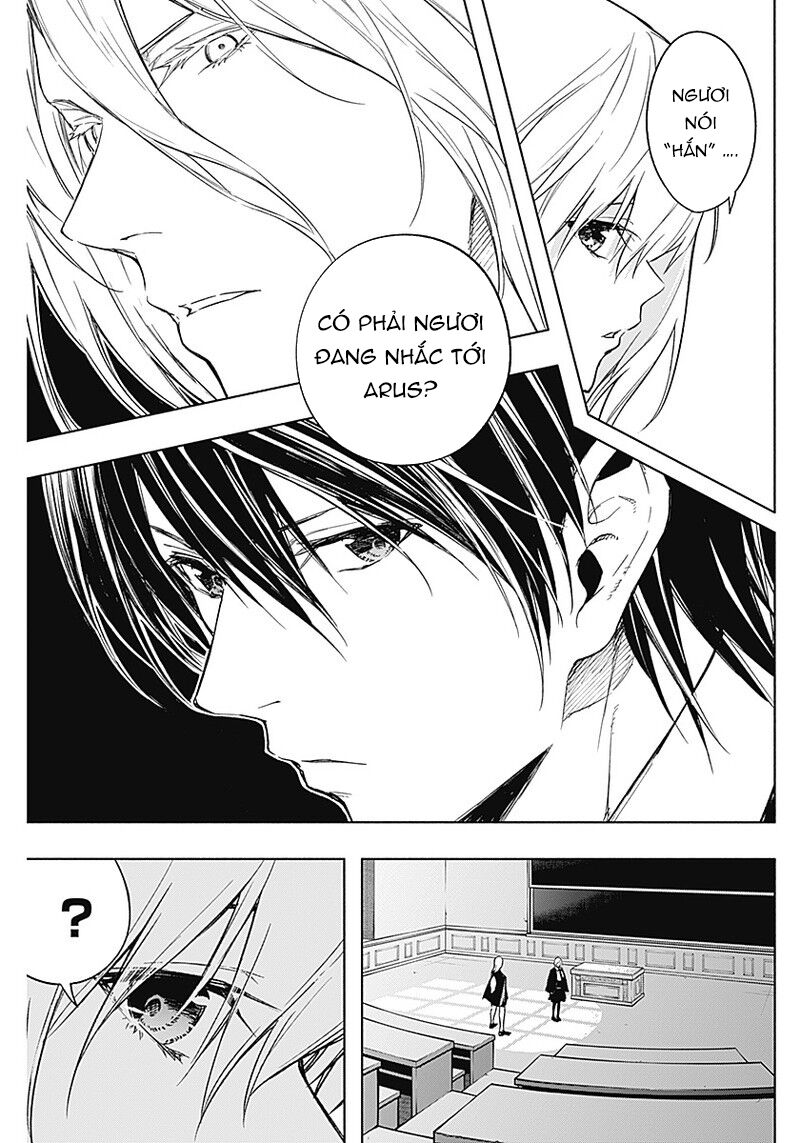 NGƯƠI
NÓI
“HẮN” ....
CÓ PHẢI NGƯƠI
ĐANG NHẮC TỚI
ARUS?
?